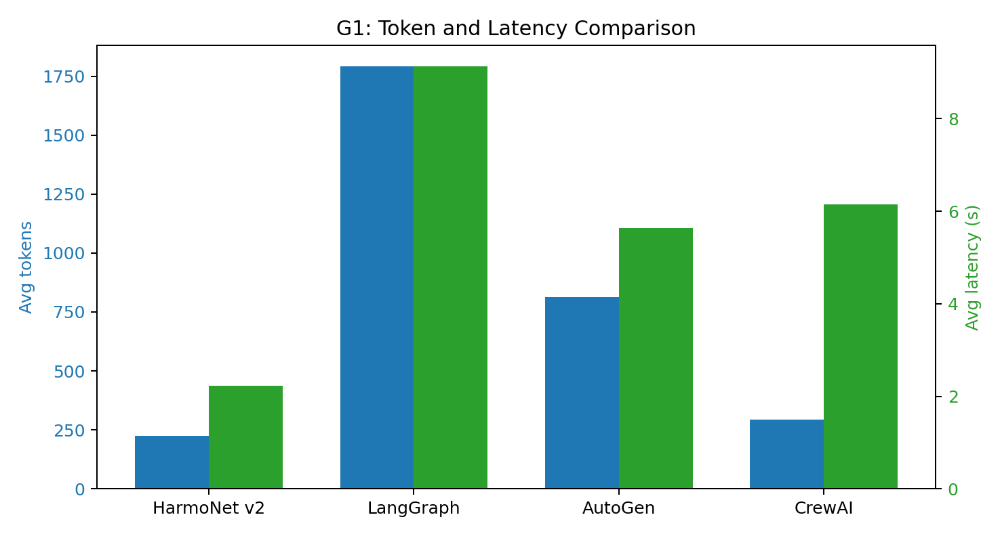 G1: Token and Latency Comparison
1750
1500
1250
1000
750
500
250
0
Avg tokens
8
6
4
2
0
Avg latency (s)
HarmoNet v2
LangGraph
AutoGen
CrewAI